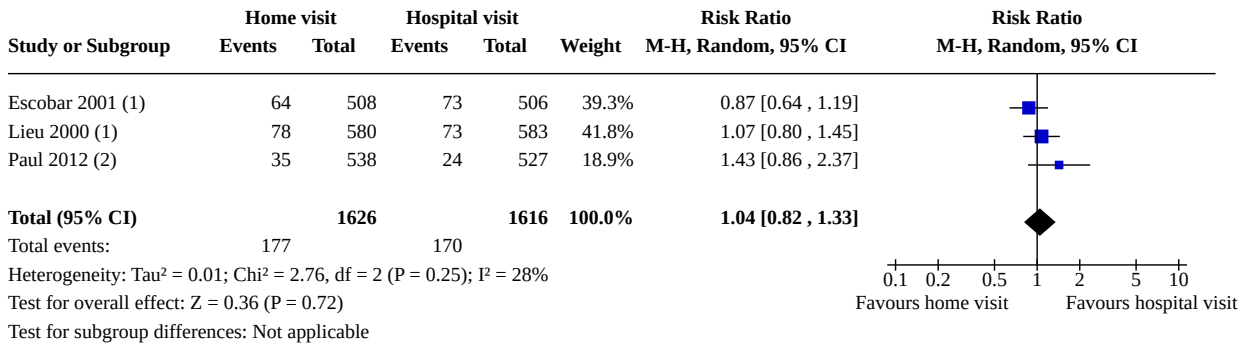 Home visit Hospital visit Risk Ratio Risk Ratio
Study or Subgroup Events Total Events Total Weight M-H, Random, 95% CI M-H, Random, 95% CI
Escobar 2001 (1) 64 508 73 506 39.3% 0.87 [0.64 , 1.19]
Lieu 2000 (1) 78 580 73 583 41.8% 1.07 [0.80 , 1.45]
Paul 2012 (2) 35 538 24 527 18.9% 1.43 [0.86 , 2.37]
Total (95% CI) 1626 1616 100.0% 1.04 [0.82 , 1.33]
Total events: 177 170
Heterogeneity: Tau² = 0.01; Chi² = 2.76, df = 2 (P = 0.25); I² = 28%
0.1 0.2 0.5 1 2 5 10
Test for overall effect: Z = 0.36 (P = 0.72) Favours home visit Favours hospital visit
Test for subgroup differences: Not applicable